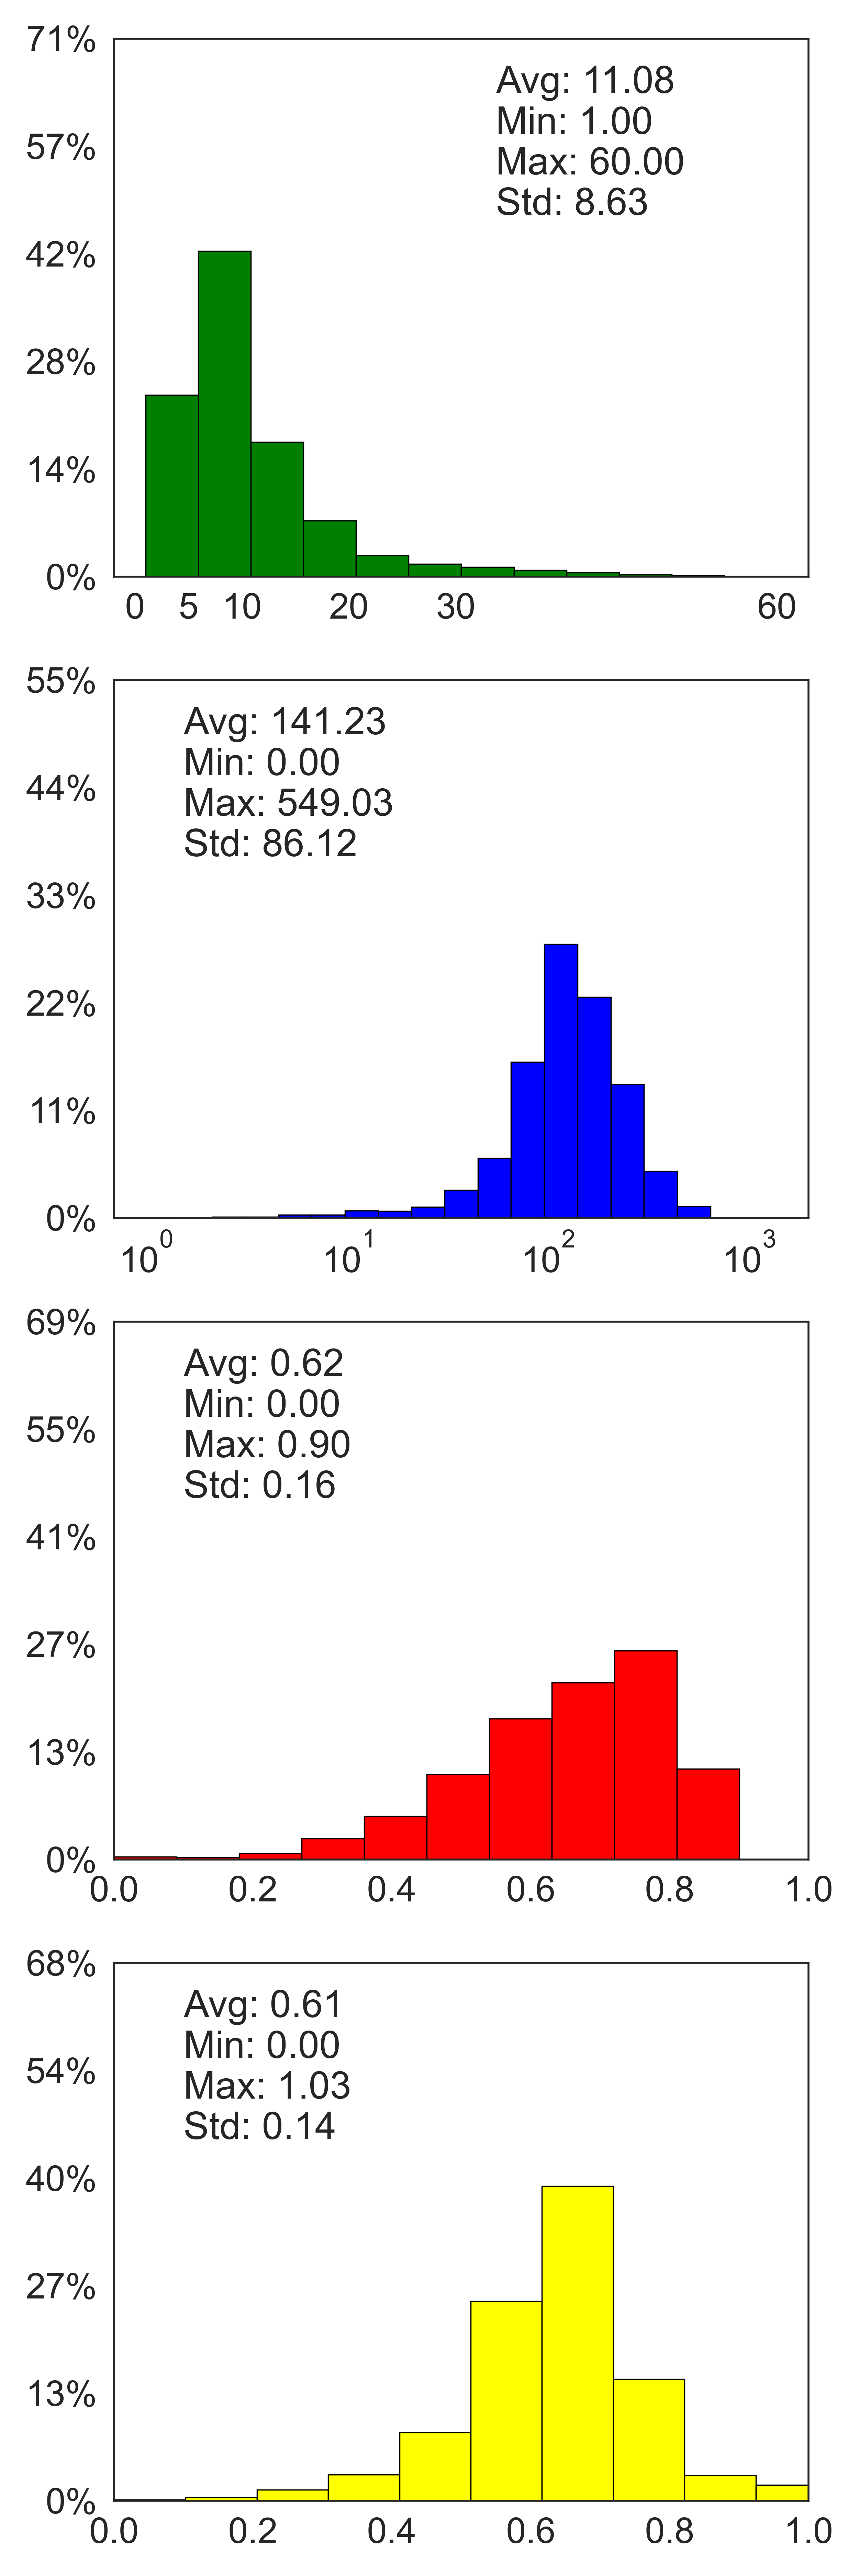 71%
Avg: 11.08
Min: 1.00
57%
Max: 60.00
Std: 8.63
42%
28%
14%
0%
0 5 10 20 30 60
55%
Avg: 141.23
Min: 0.00
44%
Max: 549.03
Std: 86.12
33%
22%
11%
0%
10^0 10^1 10^2 10^3
69%
Avg: 0.62
Min: 0.00
55%
Max: 0.90
Std: 0.16
41%
27%
13%
0%
0.0 0.2 0.4 0.6 0.8 1.0
68%
Avg: 0.61
Min: 0.00
54%
Max: 1.03
Std: 0.14
40%
27%
13%
0%
0.0 0.2 0.4 0.6 0.8 1.0